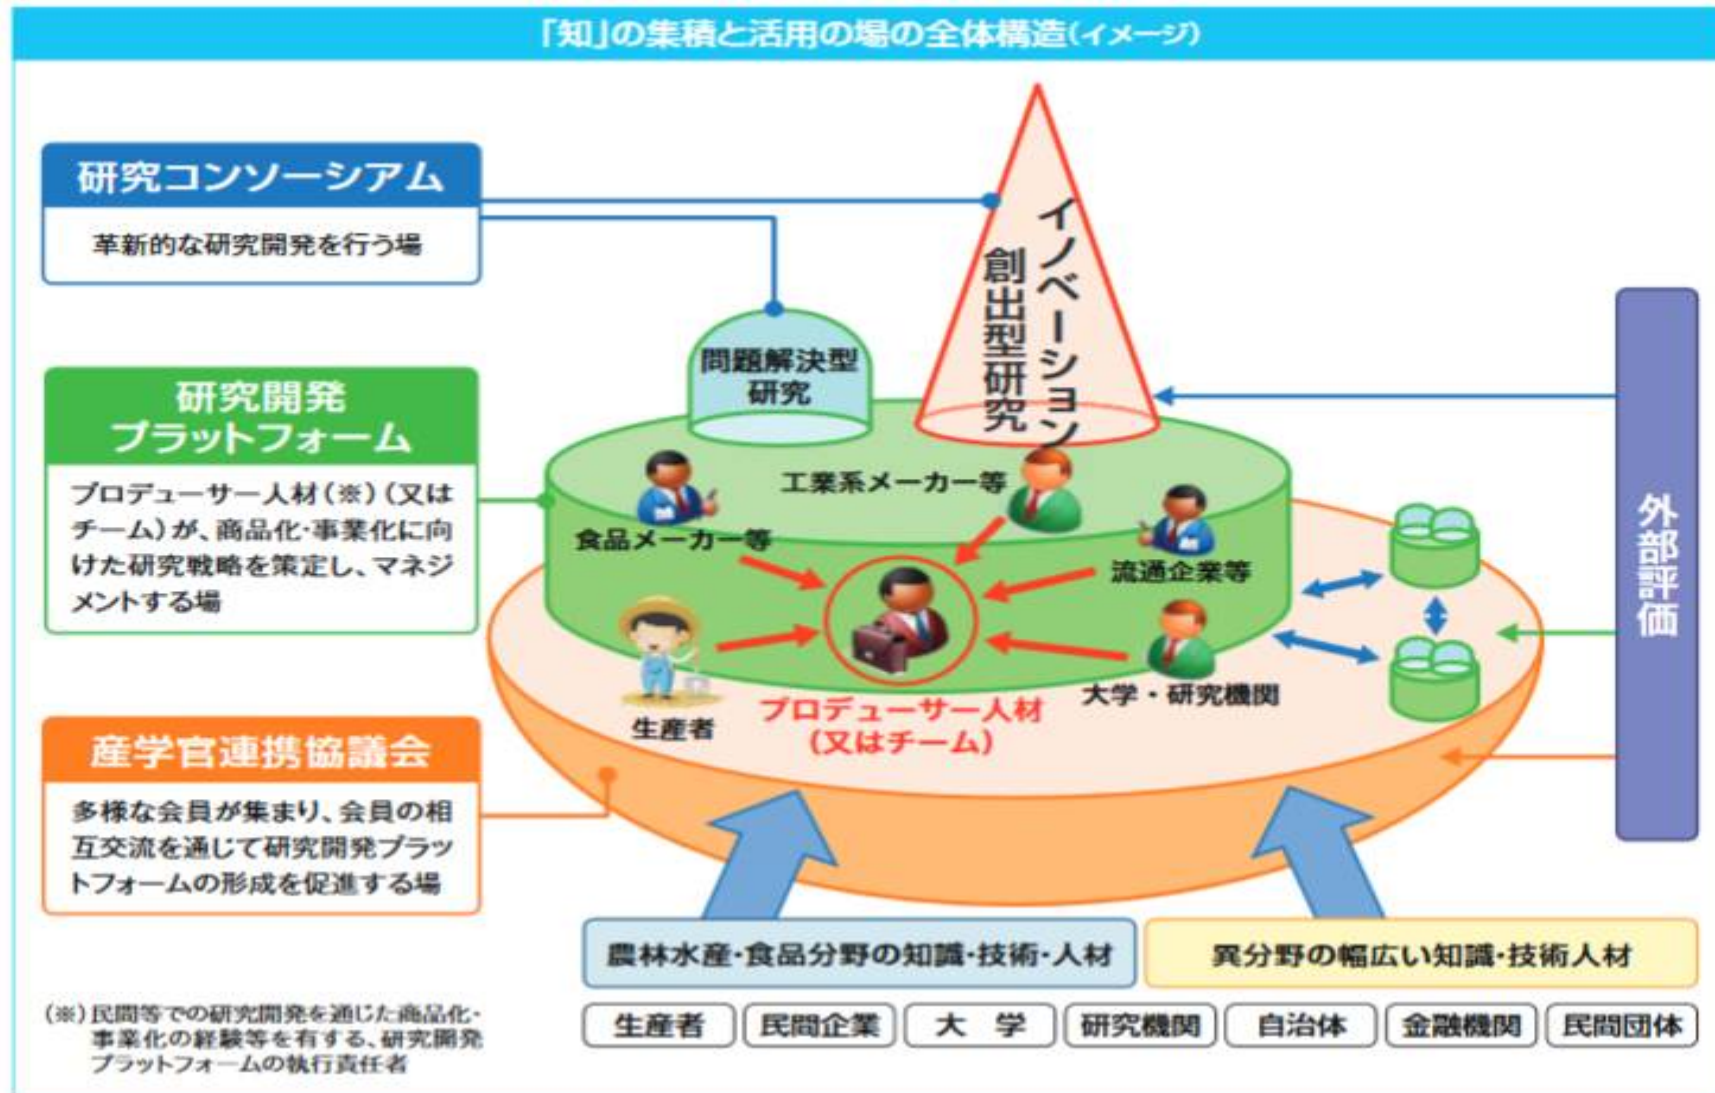 「知」の集積と活用の場の全体構造(イメージ)
研究コンソーシアム
革新的な研究開発を行う場
研究開発
プラットフォーム
プロデューサー人材(※)(又は
チーム)が、商品化・事業化に向
けた研究戦略を策定し、マネジ
メントする場
産学官連携協議会
多様な会員が集まり、会員の相
互交流を通じて研究開発プラッ
トフォームの形成を促進する場
(※)民間等での研究開発を通じた商品化・
事業化の経験等を有する、研究開発
プラットフォームの執行責任者
イノベーション
創出型研究
問題解決型
研究
工業系メーカー等
食品メーカー等
流通企業等
生産者
大学・研究機関
プロデューサー人材
(又はチーム)
外部評価
農林水産・食品分野の知識・技術・人材
異分野の幅広い知識・技術人材
生産者
民間企業
大 学
研究機関
自治体
金融機関
民間団体